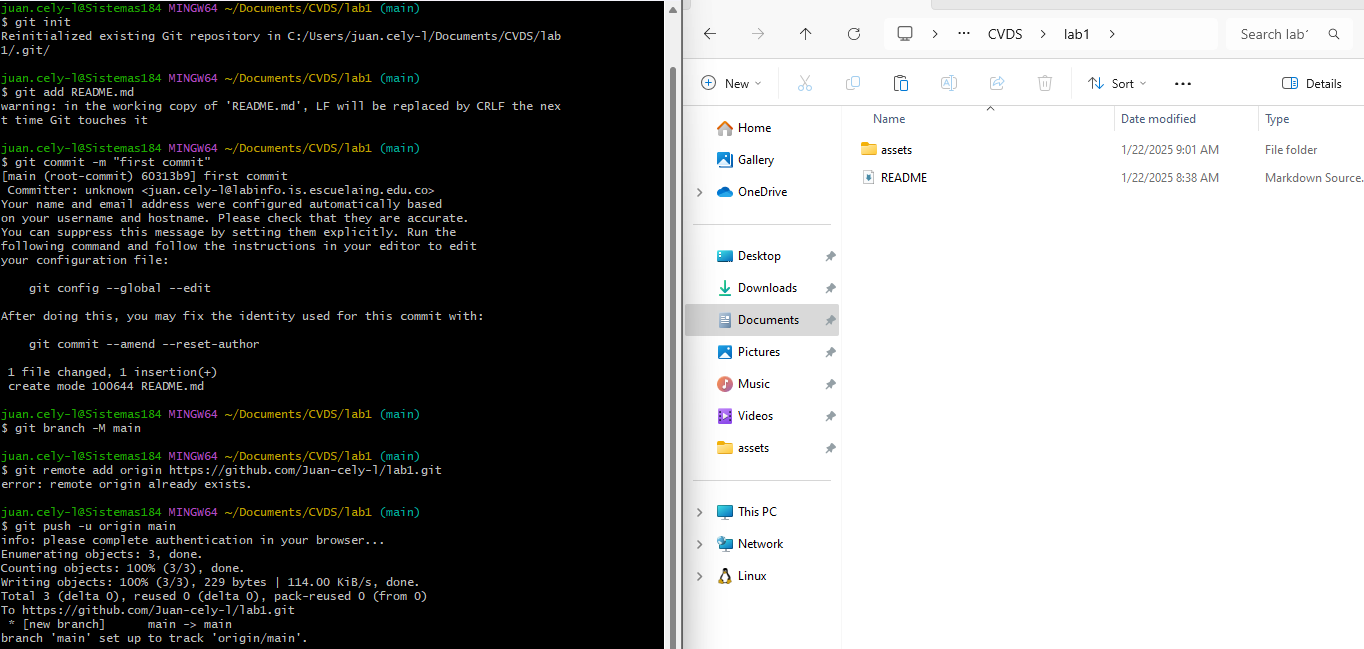 juan.cely-l@Sistemas184 MINGW64 ~/Documents/CVDS/lab1 (main)
$ git init
Reinitialized existing Git repository in C:/Users/juan.cely-l/Documents/CVDS/lab
1/.git/
juan.cely-l@Sistemas184 MINGW64 ~/Documents/CVDS/lab1 (main)
$ git add README.md
warning: in the working copy of 'README.md', LF will be replaced by CRLF the nex
t time Git touches it
juan.cely-l@Sistemas184 MINGW64 ~/Documents/CVDS/lab1 (main)
$ git commit -m "first commit"
[main (root-commit) 60313b9] first commit
 Committer: unknown <juan.cely-l@labinfo.is.escuelaing.edu.co>
Your name and email address were configured automatically based
on your username and hostname. Please check that they are accurate.
You can suppress this message by setting them explicitly. Run the
following command and follow the instructions in your editor to edit
your configuration file:
    git config --global --edit
After doing this, you may fix the identity used for this commit with:
    git commit --amend --reset-author
 1 file changed, 1 insertion(+)
 create mode 100644 README.md
juan.cely-l@Sistemas184 MINGW64 ~/Documents/CVDS/lab1 (main)
$ git branch -M main
juan.cely-l@Sistemas184 MINGW64 ~/Documents/CVDS/lab1 (main)
$ git remote add origin https://github.com/Juan-cely-l/lab1.git
error: remote origin already exists.
juan.cely-l@Sistemas184 MINGW64 ~/Documents/CVDS/lab1 (main)
$ git push -u origin main
info: please complete authentication in your browser...
Enumerating objects: 3, done.
Counting objects: 100% (3/3), done.
Writing objects: 100% (3/3), 229 bytes | 114.00 KiB/s, done.
Total 3 (delta 0), reused 0 (delta 0), pack-reused 0 (from 0)
To https://github.com/Juan-cely-l/lab1.git
 * [new branch]      main -> main
branch 'main' set up to track 'origin/main'.
··· CVDS lab1 Search lab
New Sort ··· Details
Home
Gallery
OneDrive
Desktop
Downloads
Documents
Pictures
Music
Videos
assets
This PC
Network
Linux
Name Date modified Type
assets 1/22/2025 9:01 AM File folder
README 1/22/2025 8:38 AM Markdown Source.